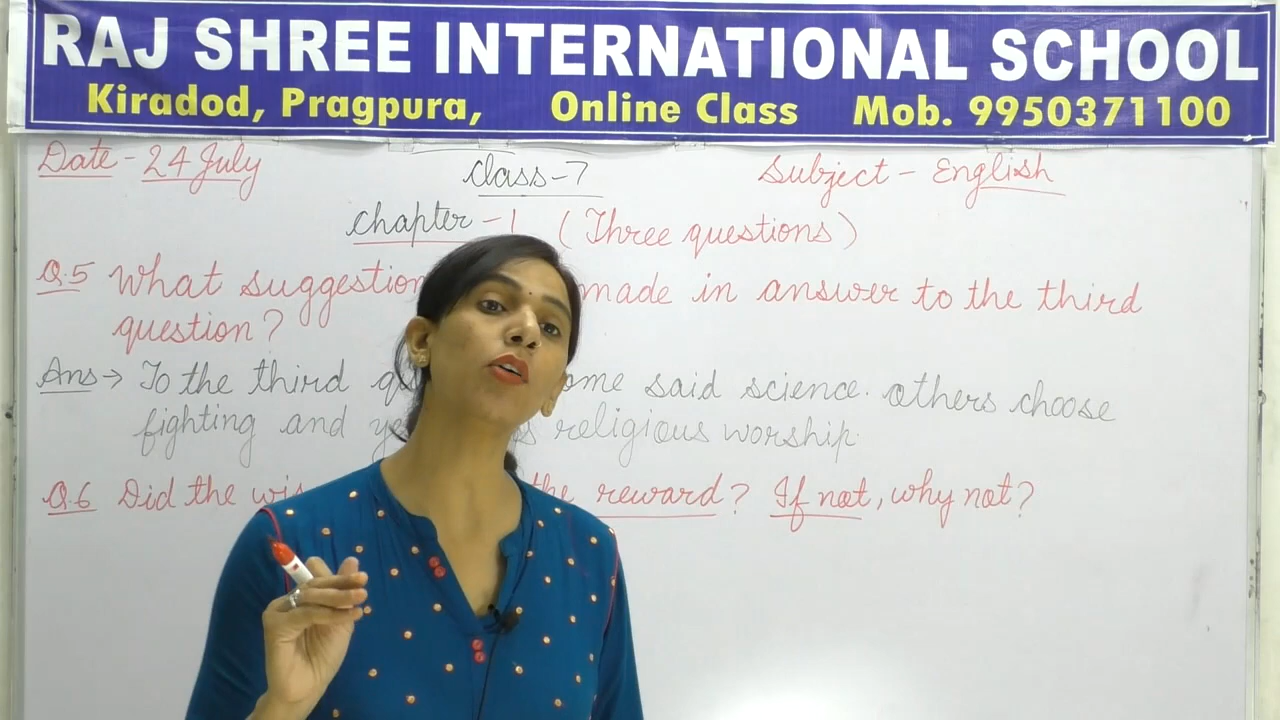 RAJ SHREE INTERNATIONAL SCHOOL
Kiradod, Pragpura, Online Class Mob. 9950371100
Date - 24 July Class-7 Subject - English
Chapter - 1 (Three questions)
Q.5 What suggestion made in answer to the third
question?
Ans → To the third some said science. others choose
fighting and religious worship.
Q.6 Did the the reward? If not, why not?